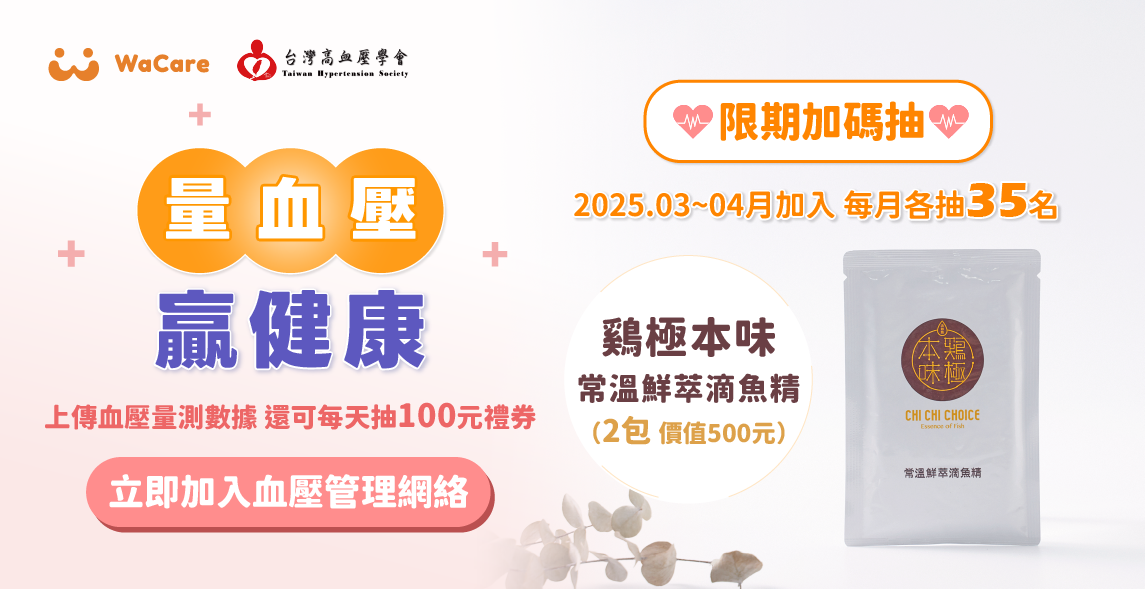 WaCare
台灣高血壓學會
Taiwan Hypertension Society
量血壓
贏健康
上傳血壓量測數據 還可每天抽100元禮券
立即加入血壓管理網絡
限期加碼抽
2025.03~04月加入 每月各抽35名
鷄極本味
常溫鮮萃滴魚精
（2包 價值500元）
鷄極
本味
CHI CHI CHOICE
Essence of Fish
常溫鮮萃滴魚精